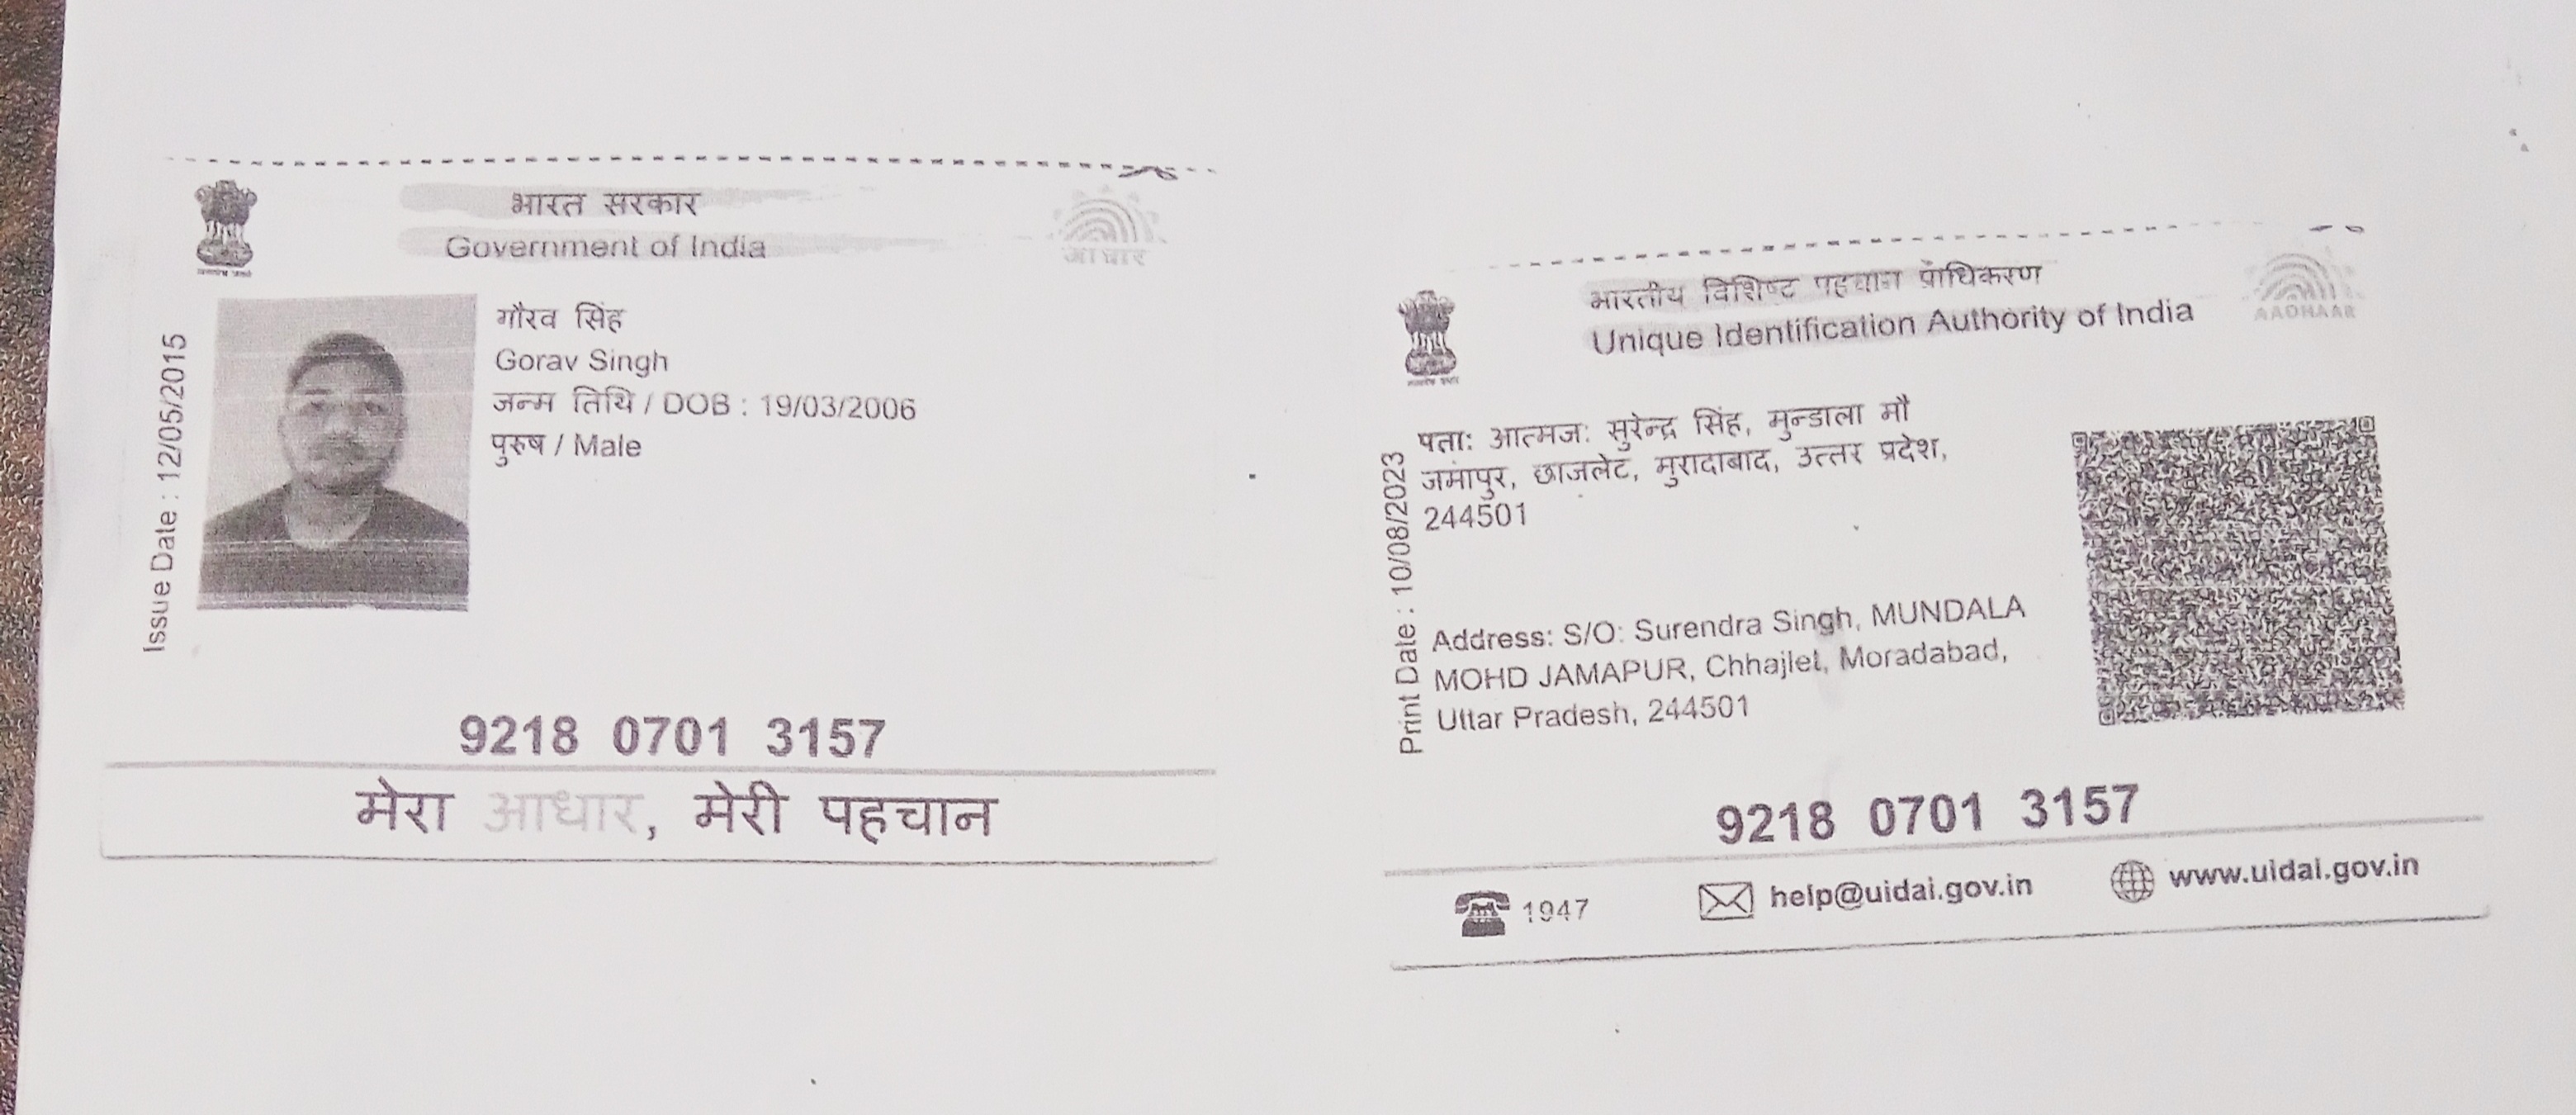 भारत सरकार
Government of India
आधार
Issue Date : 12/05/2015
गौरव सिंह
Gorav Singh
जन्म तिथि / DOB : 19/03/2006
पुरुष / Male
9218 0701 3157
मेरा आधार, मेरी पहचान
भारतीय विशिष्ट पहचान प्राधिकरण
Unique Identification Authority of India
AADHAAR
Print Date : 10/08/2023
पता: आत्मज: सुरेन्द्र सिंह, मुन्डाला मौ
जमापुर, छाजलेट, मुरादाबाद, उत्तर प्रदेश,
244501
Address: S/O: Surendra Singh, MUNDALA
MOHD JAMAPUR, Chhajlet, Moradabad,
Uttar Pradesh, 244501
9218 0701 3157
1947
help@uidai.gov.in
www.uidai.gov.in